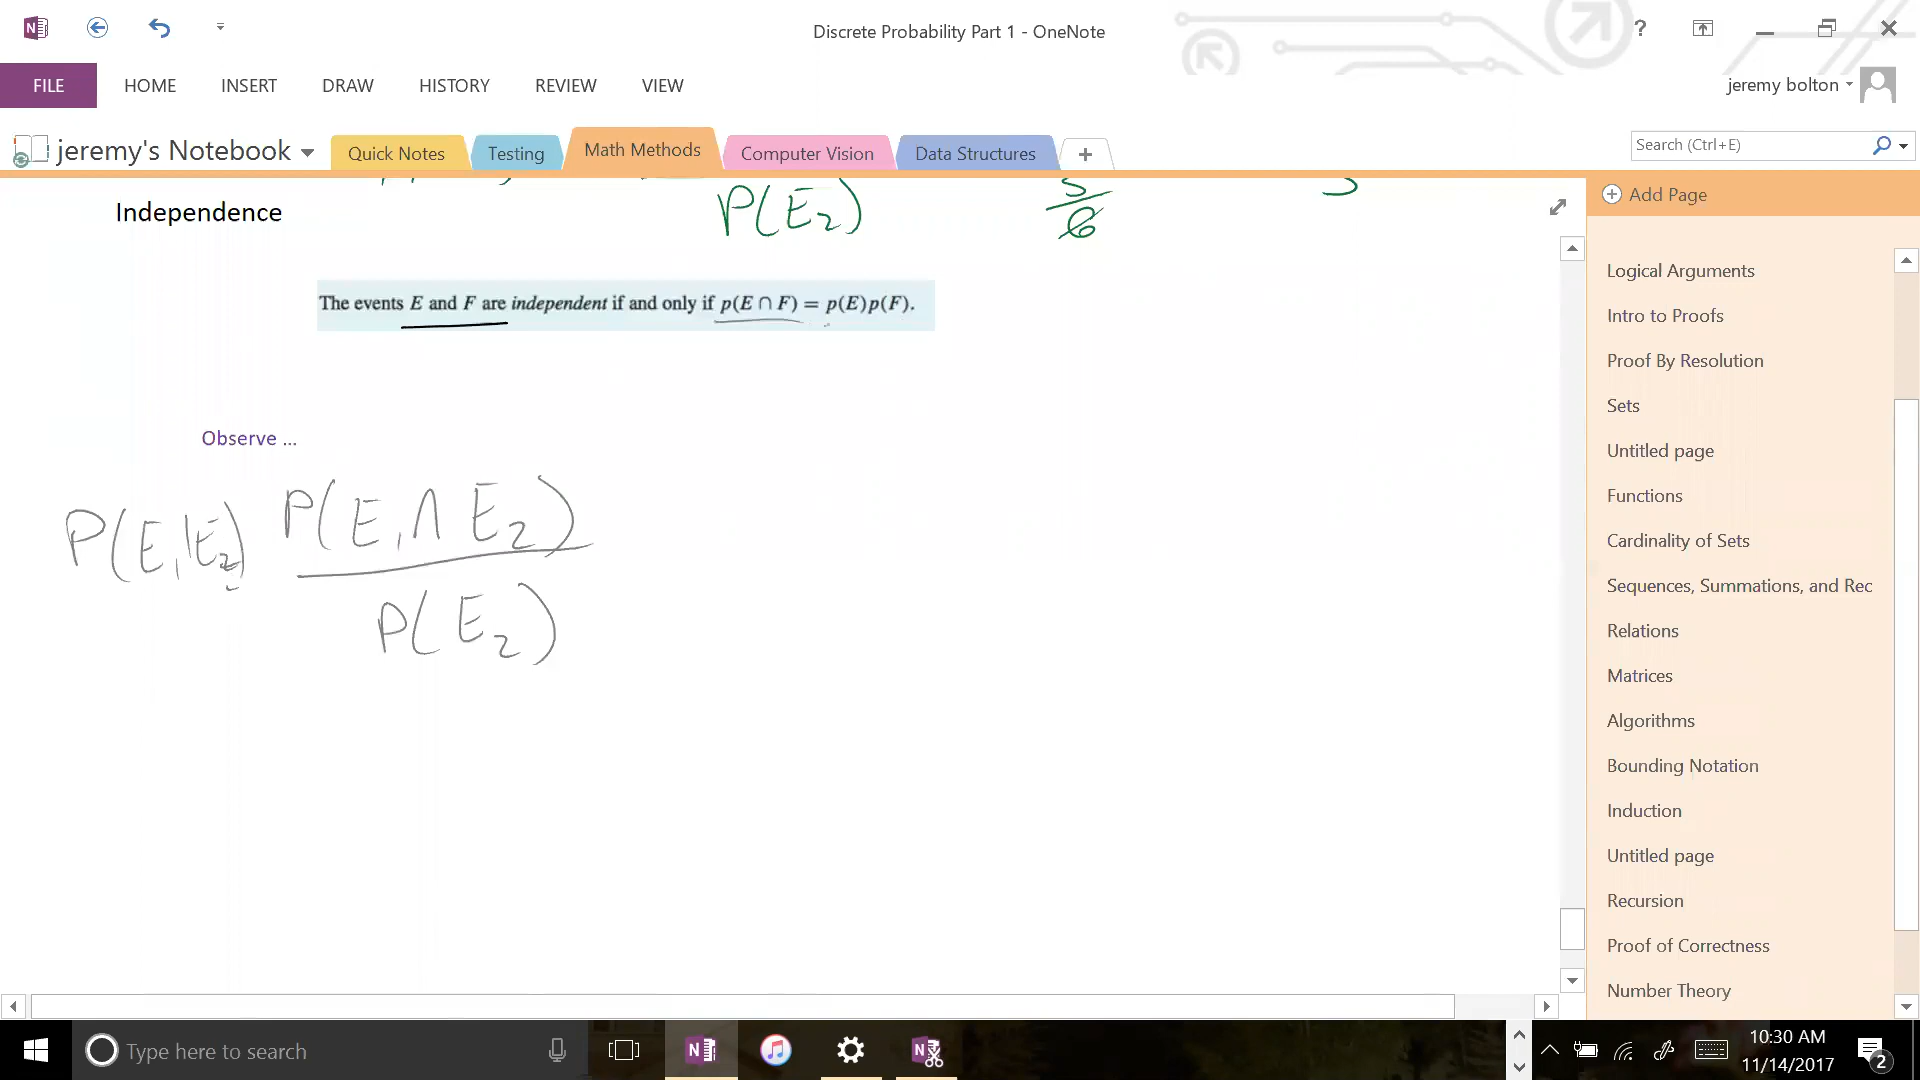 Discrete Probability Part 1 - OneNote
?
FILE HOME INSERT DRAW HISTORY REVIEW VIEW
jeremy bolton
jeremy's Notebook
Quick Notes Testing Math Methods Computer Vision Data Structures +
Search (Ctrl+E)
P(E₂)
6
Independence
The events E and F are independent if and only if p(E ∩ F) = p(E)p(F).
Observe ...
P(E₁|E₂) P(E₁ ∩ E₂)
P(E₂)
Add Page
Logical Arguments
Intro to Proofs
Proof By Resolution
Sets
Untitled page
Functions
Cardinality of Sets
Sequences, Summations, and Rec
Relations
Matrices
Algorithms
Bounding Notation
Induction
Untitled page
Recursion
Proof of Correctness
Number Theory
Type here to search
10:30 AM
11/14/2017
2